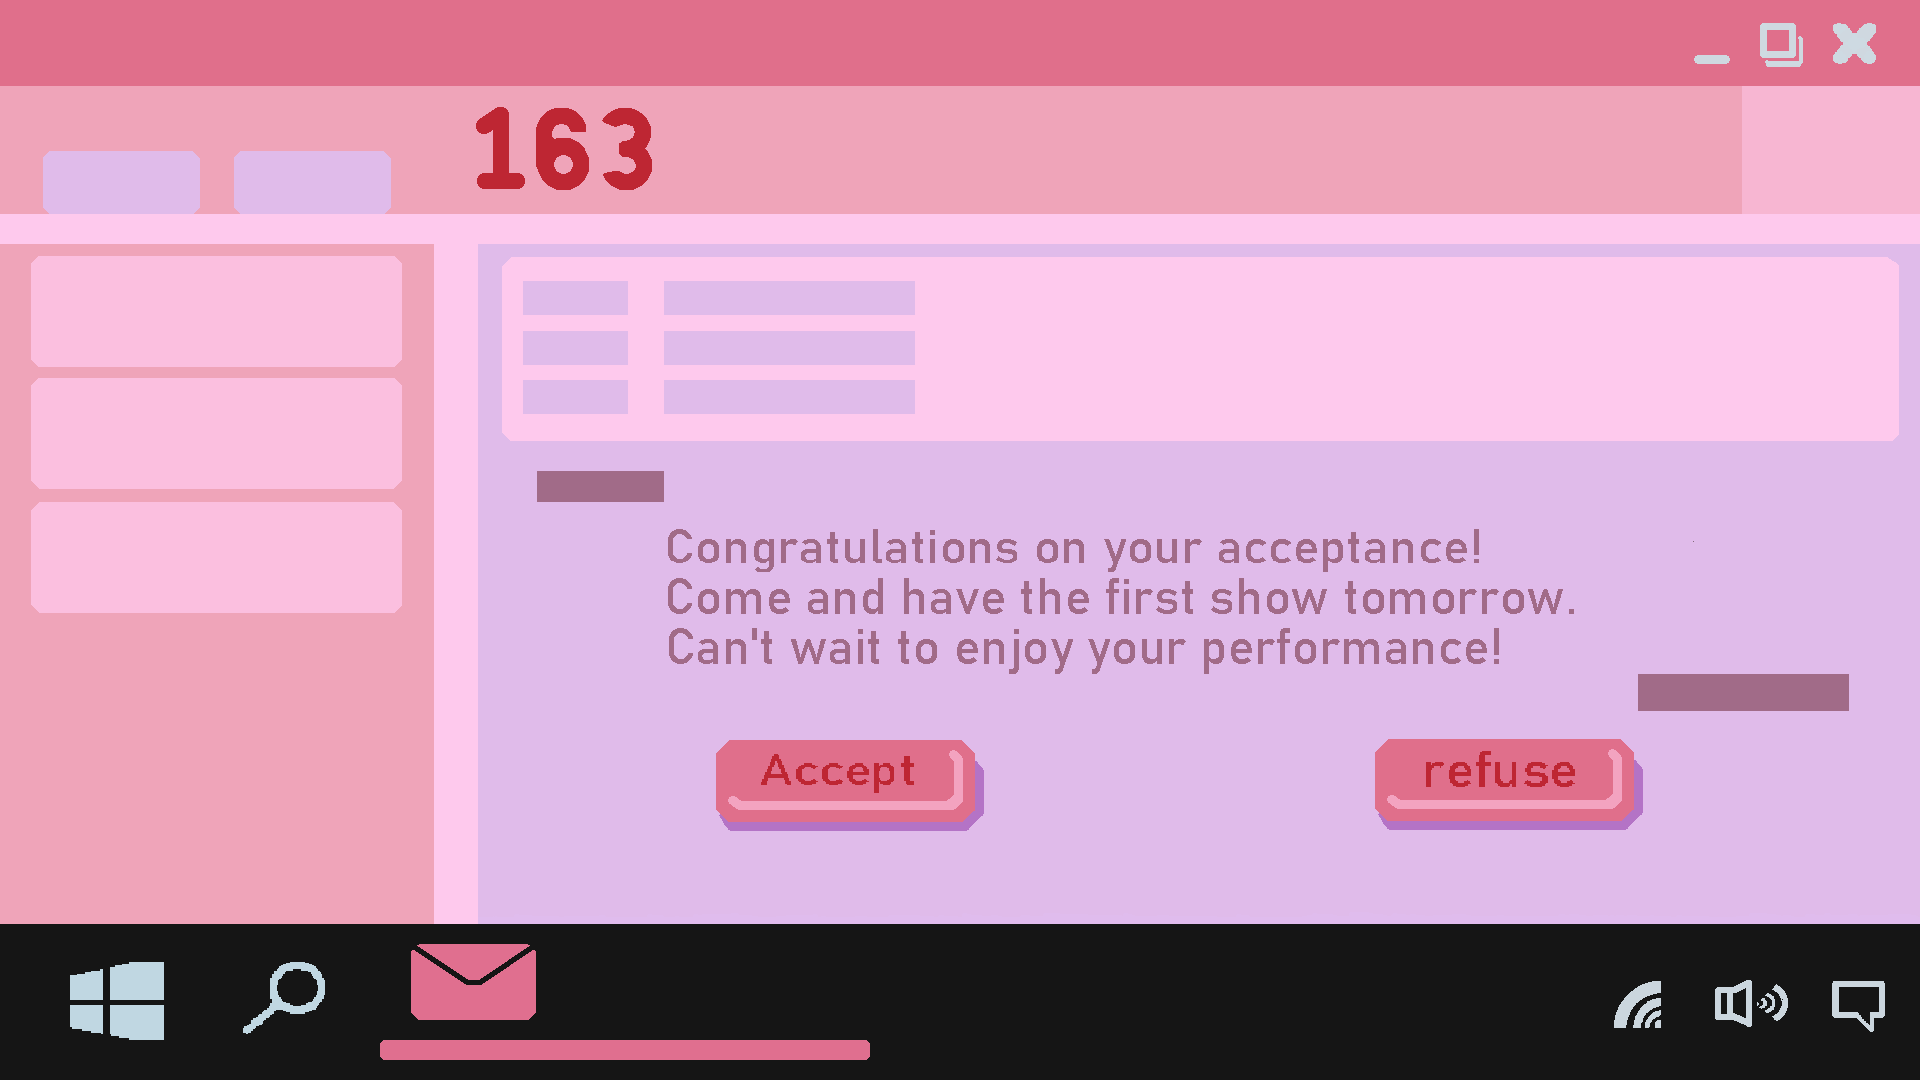 163
Congratulations on your acceptance!
Come and have the first show tomorrow.
Can't wait to enjoy your performance!
Accept
refuse